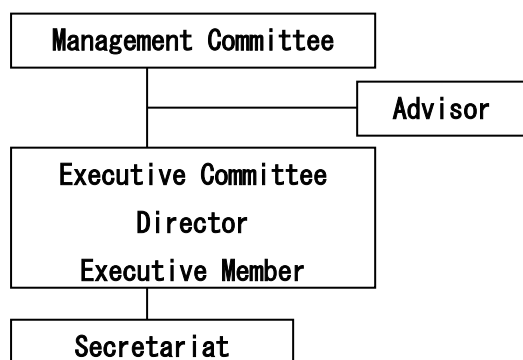 Management Committee
Advisor
Executive Committee
Director
Executive Member
Secretariat